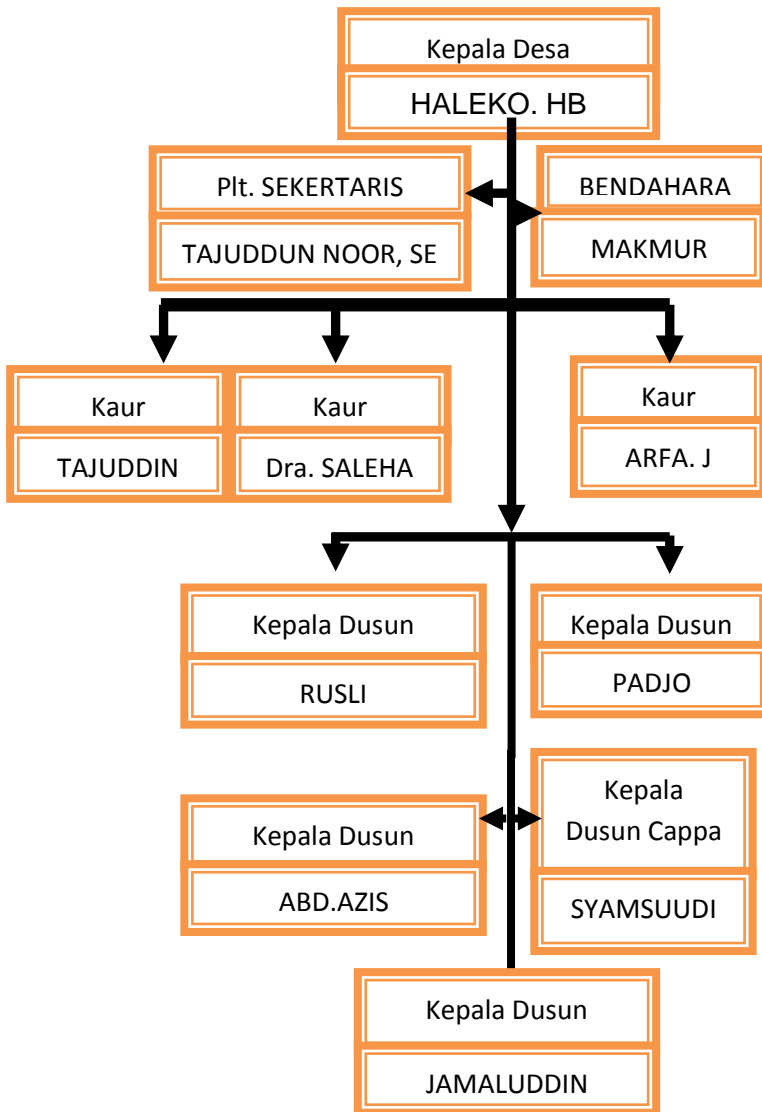 Kepala Desa
HALEKO. HB
Plt. SEKERTARIS
TAJUDDUN NOOR, SE
BENDAHARA
MAKMUR
Kaur
TAJUDDIN
Kaur
Dra. SALEHA
Kaur
ARFA. J
Kepala Dusun
RUSLI
Kepala Dusun
PADJO
Kepala Dusun
ABD.AZIS
Kepala
Dusun Cappa
SYAMSUUDI
Kepala Dusun
JAMALUDDIN